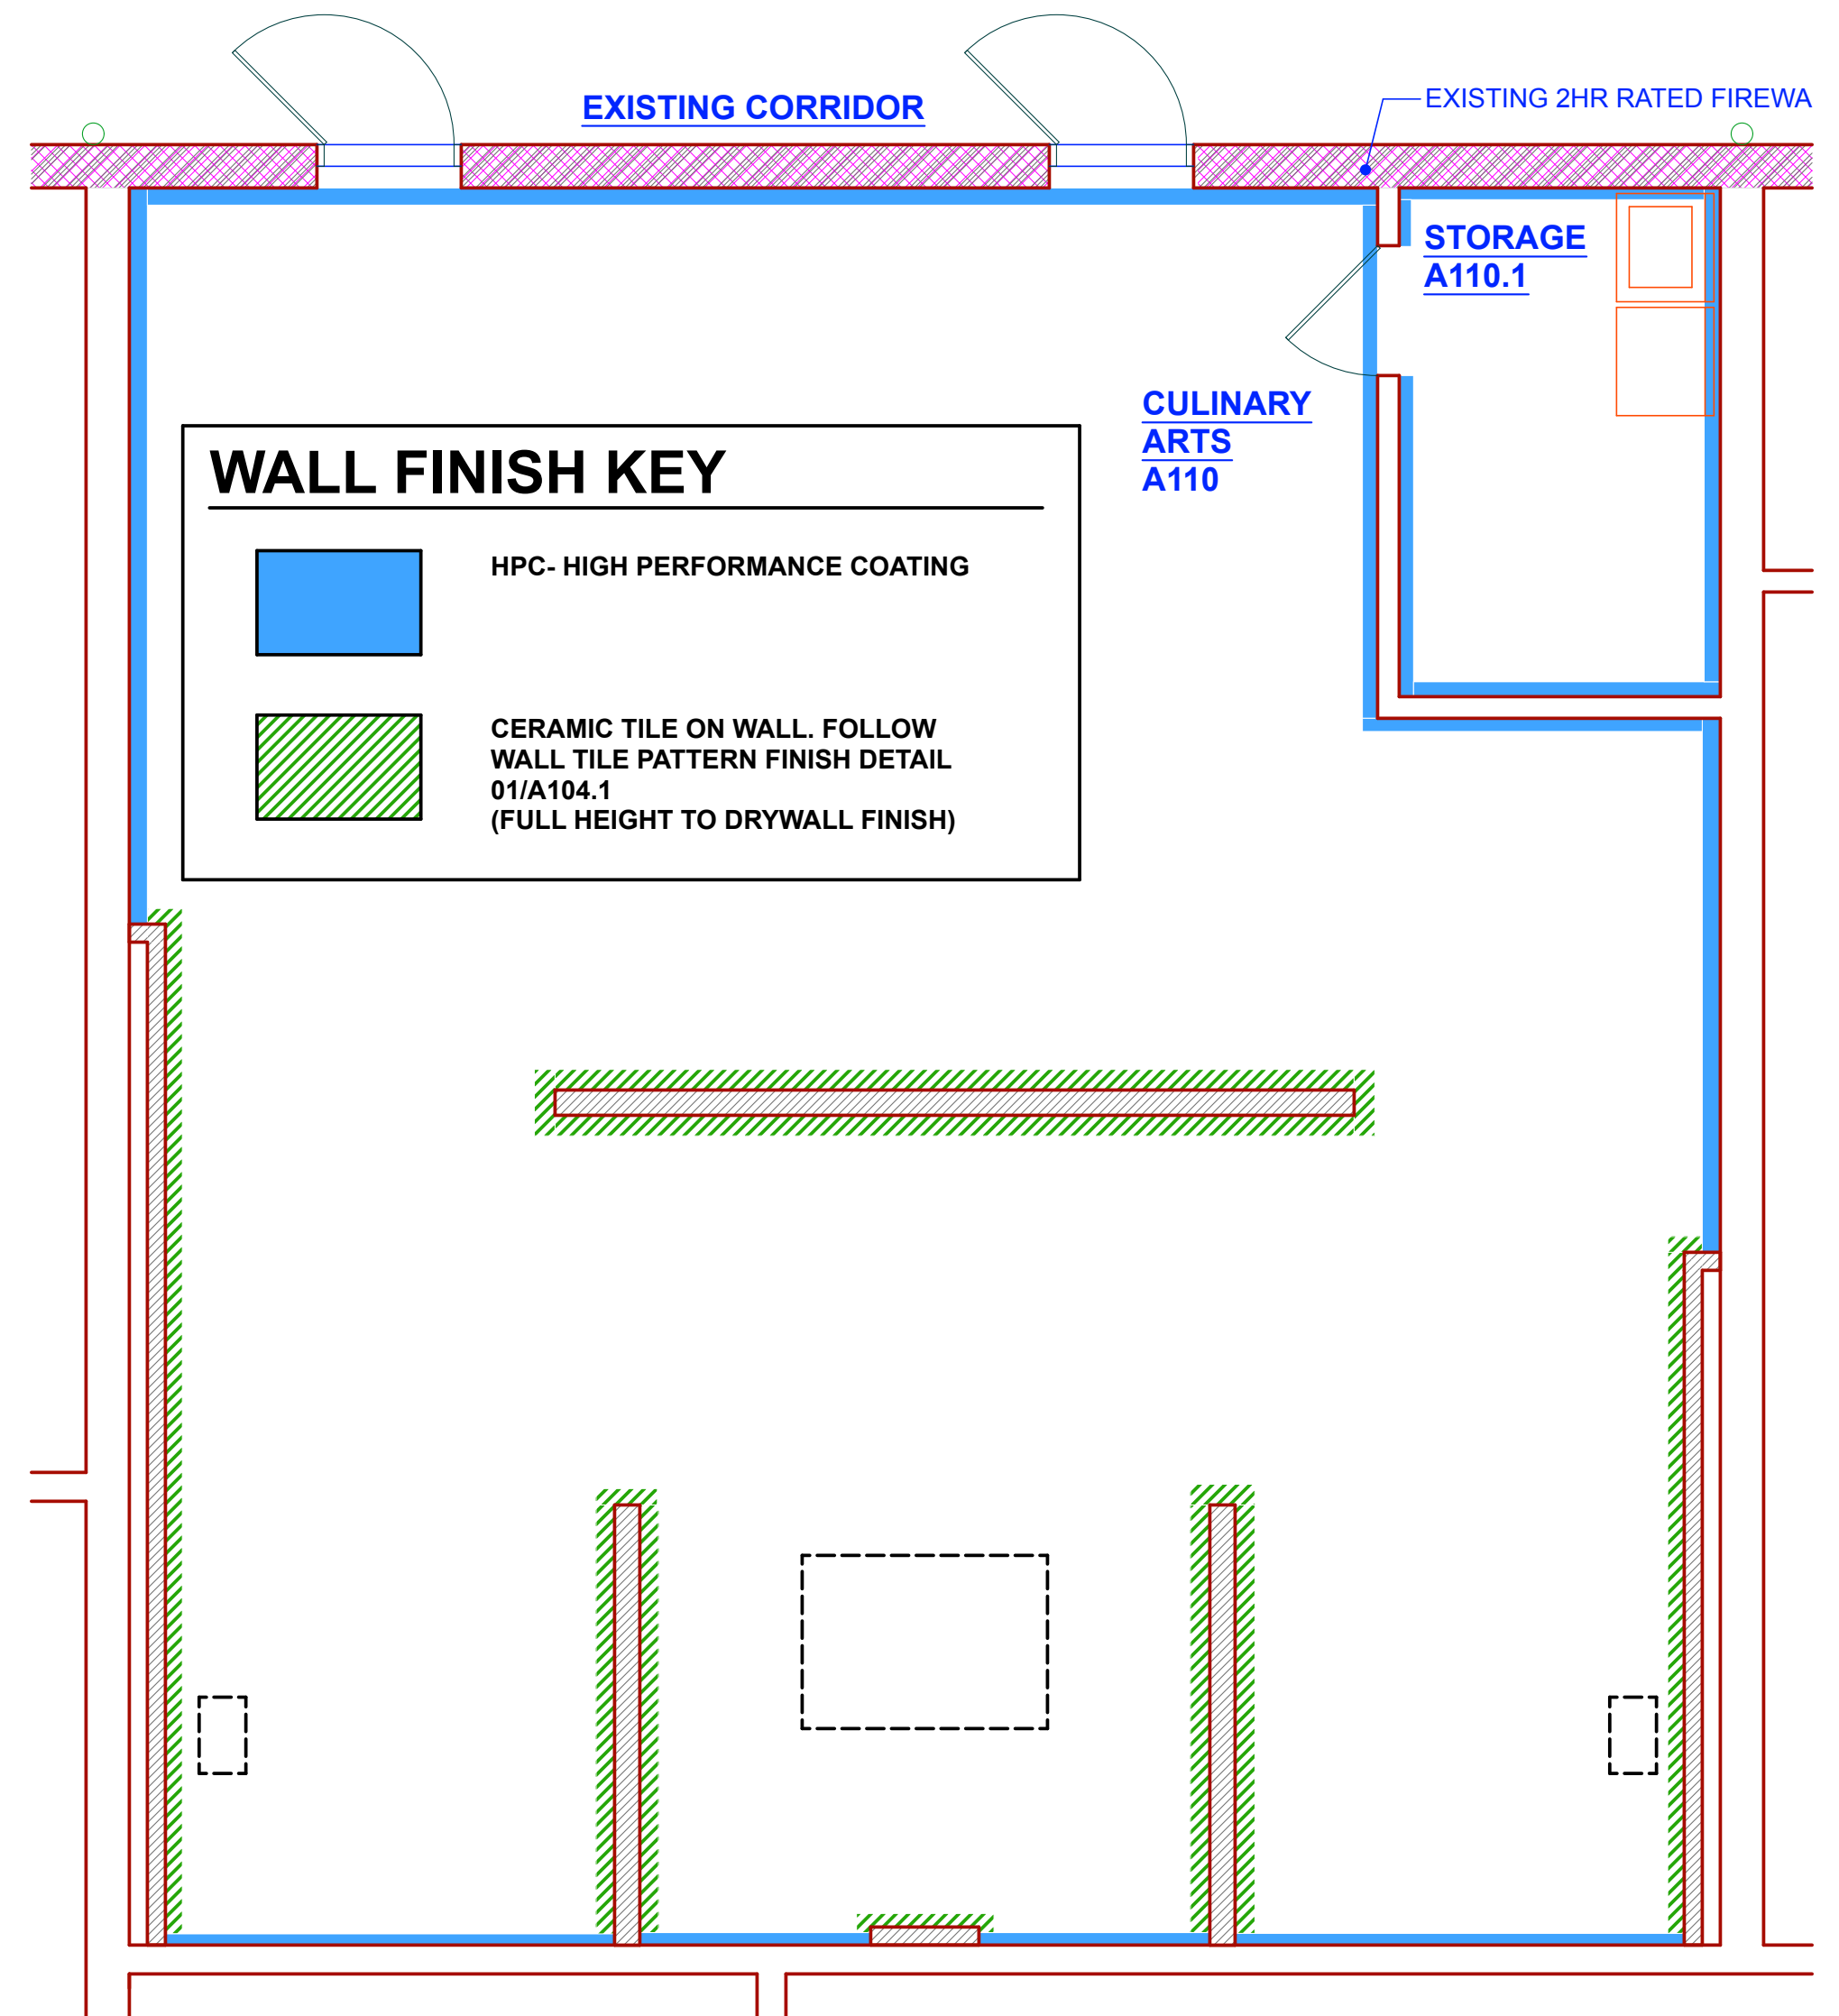 EXISTING CORRIDOR
EXISTING 2HR RATED FIREWA
STORAGE
A110.1
CULINARY
ARTS
A110
WALL FINISH KEY
HPC- HIGH PERFORMANCE COATING
CERAMIC TILE ON WALL. FOLLOW
WALL TILE PATTERN FINISH DETAIL
01/A104.1
(FULL HEIGHT TO DRYWALL FINISH)